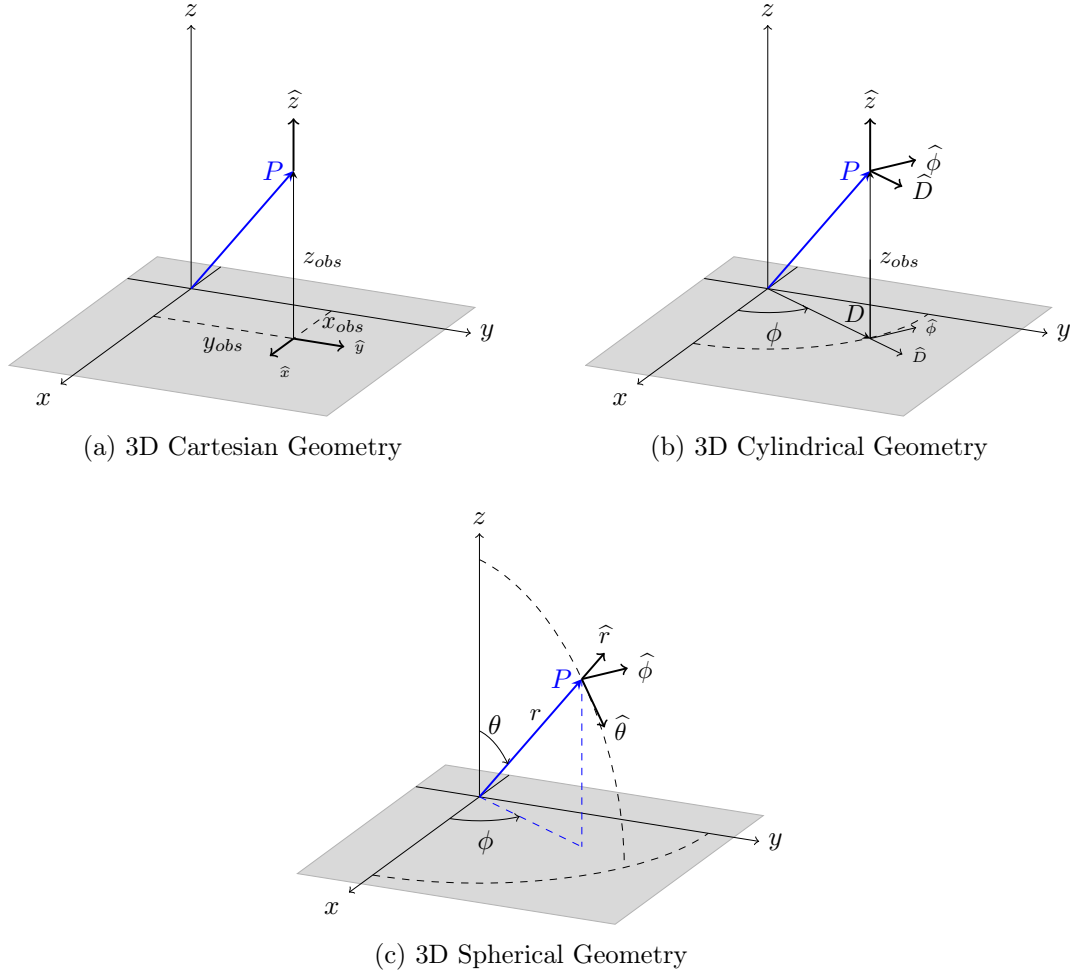 z
z
ẑ
ẑ
P
P
φ̂
D̂
z_obs
z_obs
x_obs
y_obs
ŷ
x̂
y
x
D
φ
φ̂
D̂
y
x
(a) 3D Cartesian Geometry
(b) 3D Cylindrical Geometry
z
r̂
P
φ̂
r
θ
θ̂
φ
y
x
(c) 3D Spherical Geometry